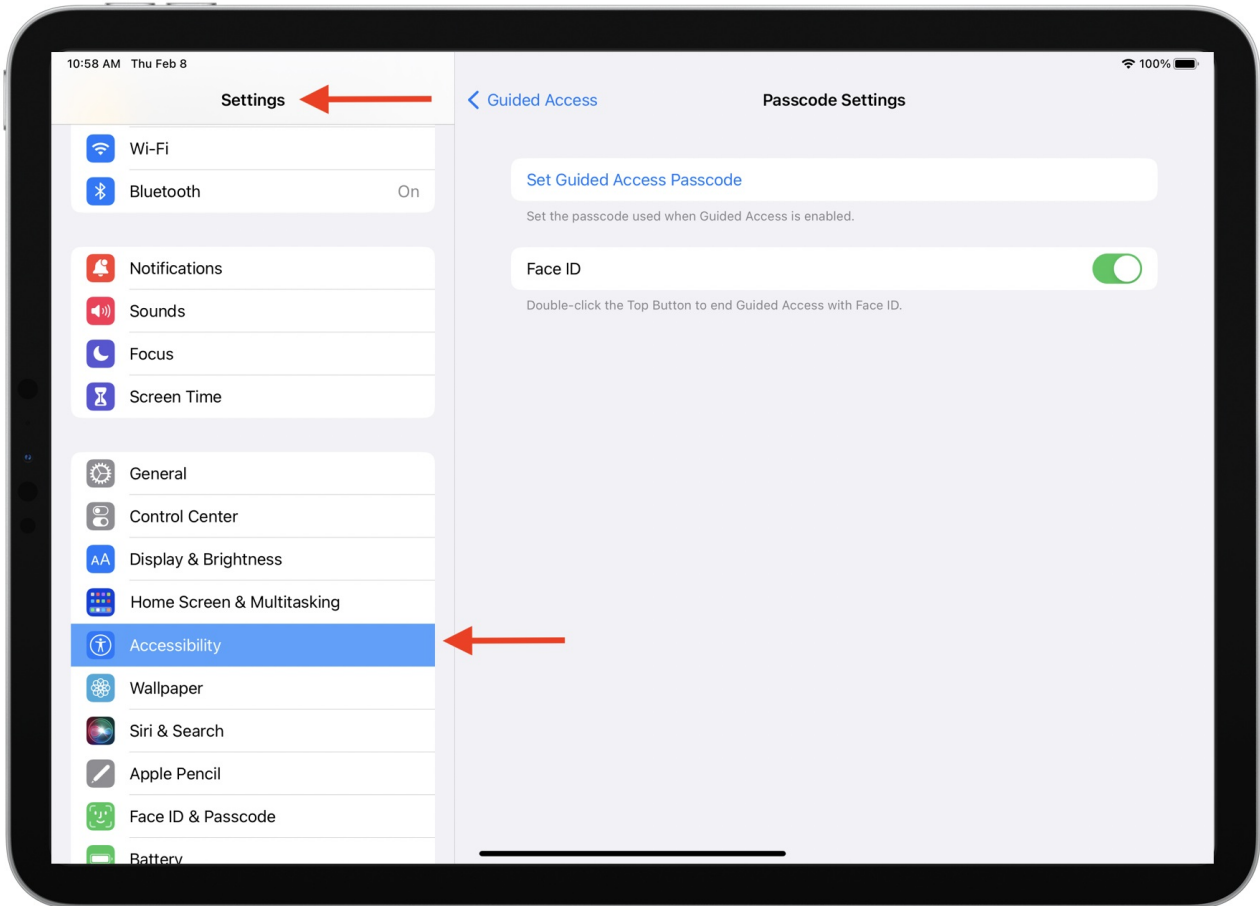 10:58 AM Thu Feb 8
100%
Settings
Wi-Fi
Bluetooth On
Notifications
Sounds
Focus
Screen Time
General
Control Center
AA Display & Brightness
Home Screen & Multitasking
Accessibility
Wallpaper
Siri & Search
Apple Pencil
Face ID & Passcode
Battery
Guided Access
Passcode Settings
Set Guided Access Passcode
Set the passcode used when Guided Access is enabled.
Face ID
Double-click the Top Button to end Guided Access with Face ID.